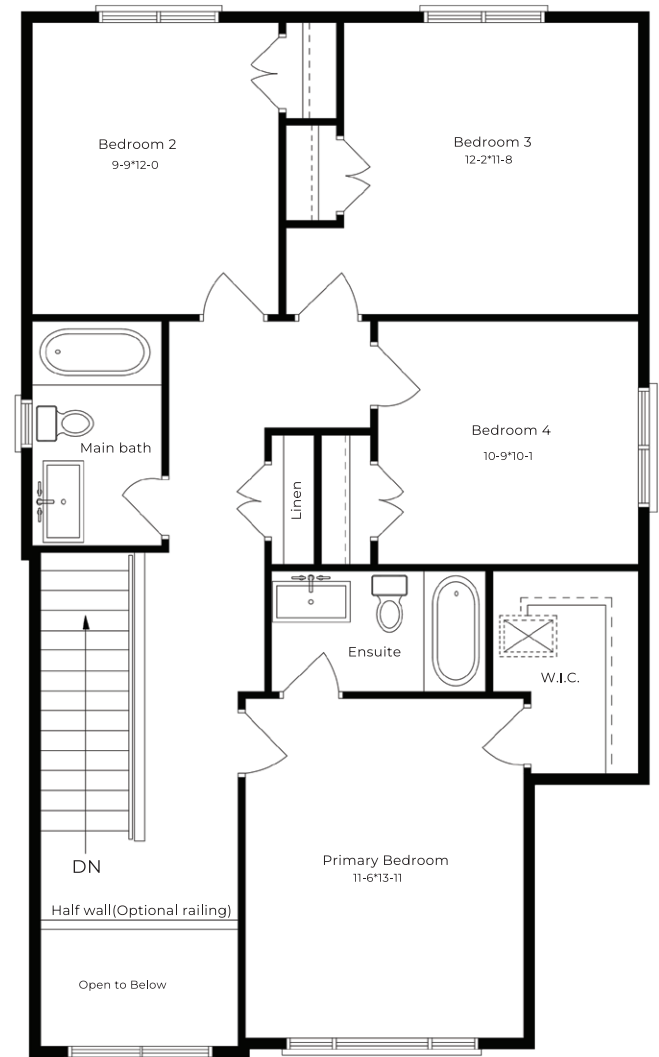 Bedroom 2
9-9*12-0
Bedroom 3
12-2*11-8
Main bath
Bedroom 4
10-9*10-1
Linen
Ensuite
W.I.C.
Primary Bedroom
11-6*13-11
DN
Half wall(Optional railing)
Open to Below